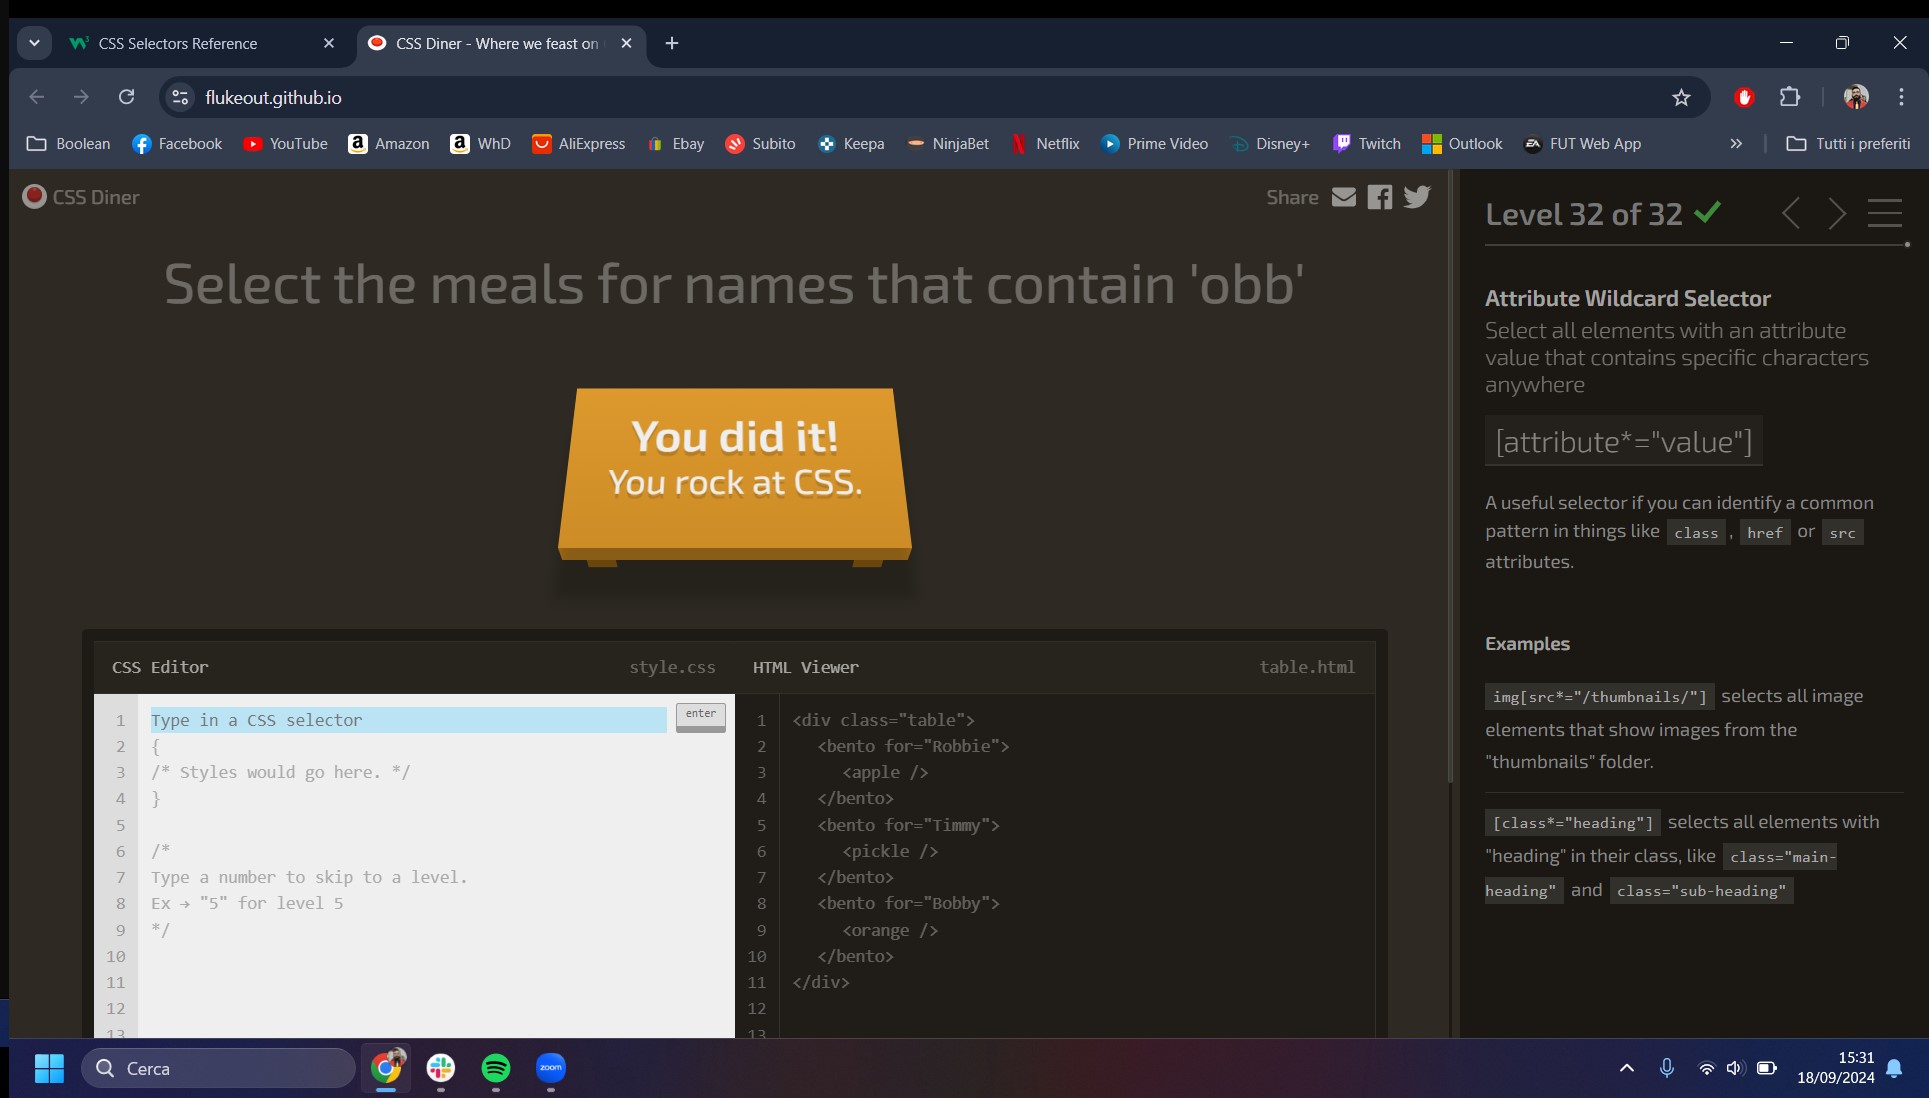 CSS Selectors Reference
CSS Diner - Where we feast on
flukeout.github.io
Boolean Facebook YouTube Amazon WhD AliExpress Ebay Subito Keepa NinjaBet Netflix Prime Video Disney+ Twitch Outlook FUT Web App » Tutti i preferiti
CSS Diner
Share
Select the meals for names that contain 'obb'
You did it!
You rock at CSS.
CSS Editor style.css
enter
1 Type in a CSS selector
2 {
3 /* Styles would go here. */
4 }
5
6 /*
7 Type a number to skip to a level.
8 Ex → "5" for level 5
9 */
10
11
12
13
HTML Viewer table.html
1 <div class="table">
2 <bento for="Robbie">
3 <apple />
4 </bento>
5 <bento for="Timmy">
6 <pickle />
7 </bento>
8 <bento for="Bobby">
9 <orange />
10 </bento>
11 </div>
12
13
Level 32 of 32
Attribute Wildcard Selector
Select all elements with an attribute
value that contains specific characters
anywhere
[attribute*="value"]
A useful selector if you can identify a common
pattern in things like class , href or src
attributes.
Examples
img[src*="/thumbnails/"] selects all image
elements that show images from the
"thumbnails" folder.
[class*="heading"] selects all elements with
"heading" in their class, like class="main-
heading" and class="sub-heading"
Cerca
zoom
15:31
18/09/2024